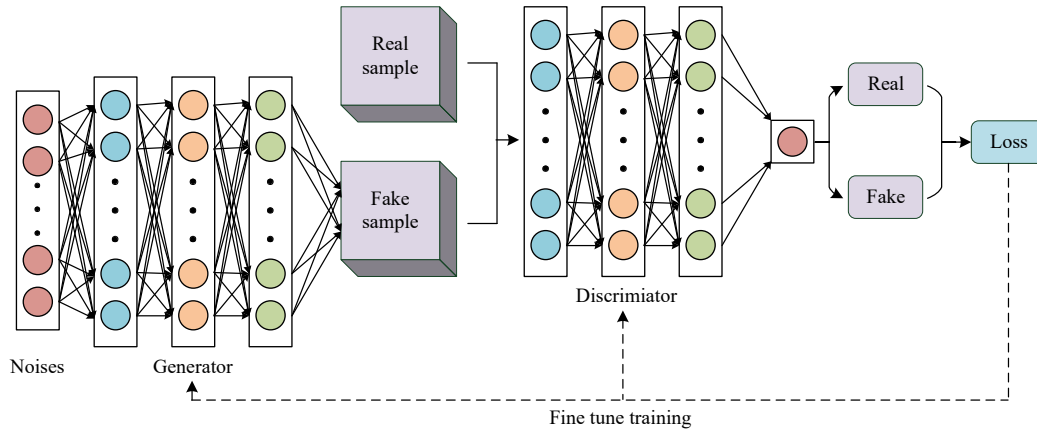 Real
sample
Fake
sample
Real
Fake
Loss
Noises
Generator
Discrimiator
Fine tune training